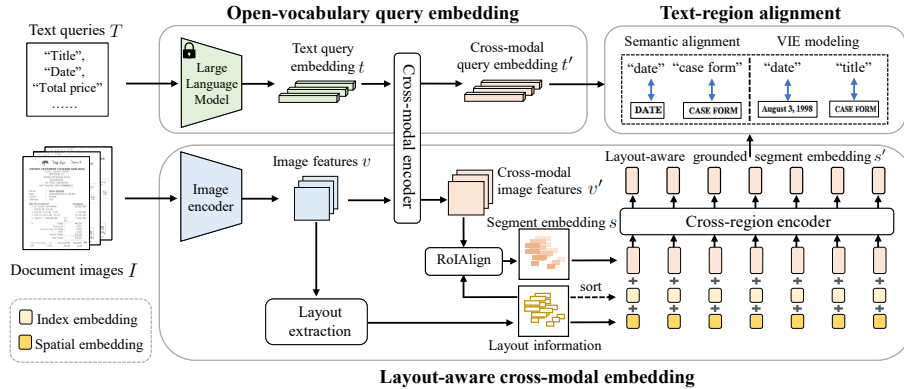 Open-vocabulary query embedding
Text-region alignment
Text queries T
"Title",
"Date",
"Total price"
......
Large
Language
Model
Text query
embedding t
Cross-modal encoder
Cross-modal
query embedding t′
Semantic alignment
VIE modeling
"date"
"case form"
"date"
"title"
DATE
CASE FORM
August 3, 1998
CASE FORM
Document images I
Image
encoder
Image features v
Cross-modal
image features v′
Layout-aware grounded segment embedding s′
Cross-region encoder
Segment embedding s
RoIAlign
sort
Layout
extraction
Layout information
+ + + + + + +
+ + + + + + +
Index embedding
Spatial embedding
Layout-aware cross-modal embedding